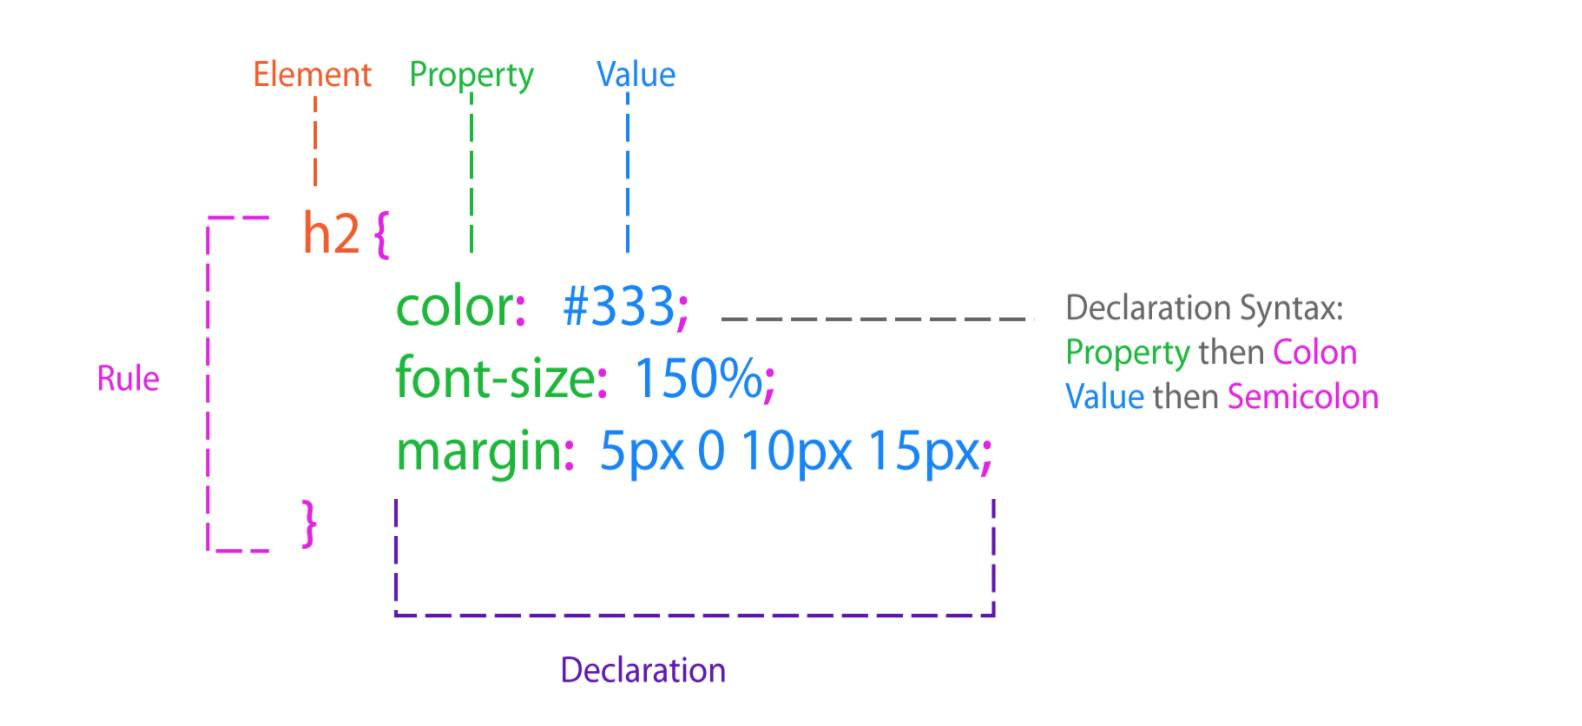 Element Property Value
h2 {
color: #333;
font-size: 150%;
margin: 5px 0 10px 15px;
}
Rule
Declaration Syntax:
Property then Colon
Value then Semicolon
Declaration